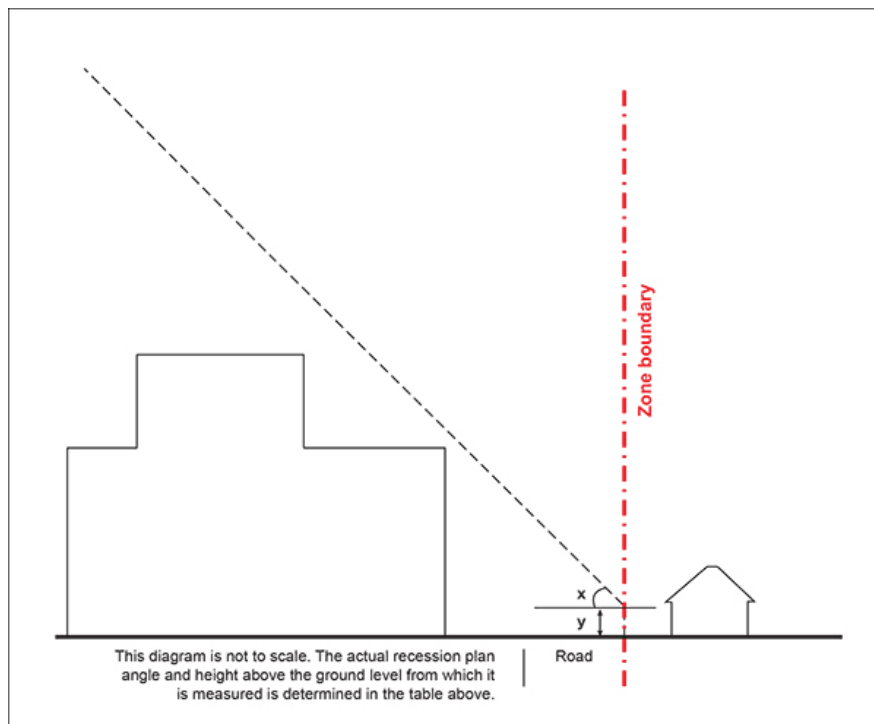 Zone boundary
x
y
This diagram is not to scale. The actual recession plan
angle and height above the ground level from which it
is measured is determined in the table above.
Road